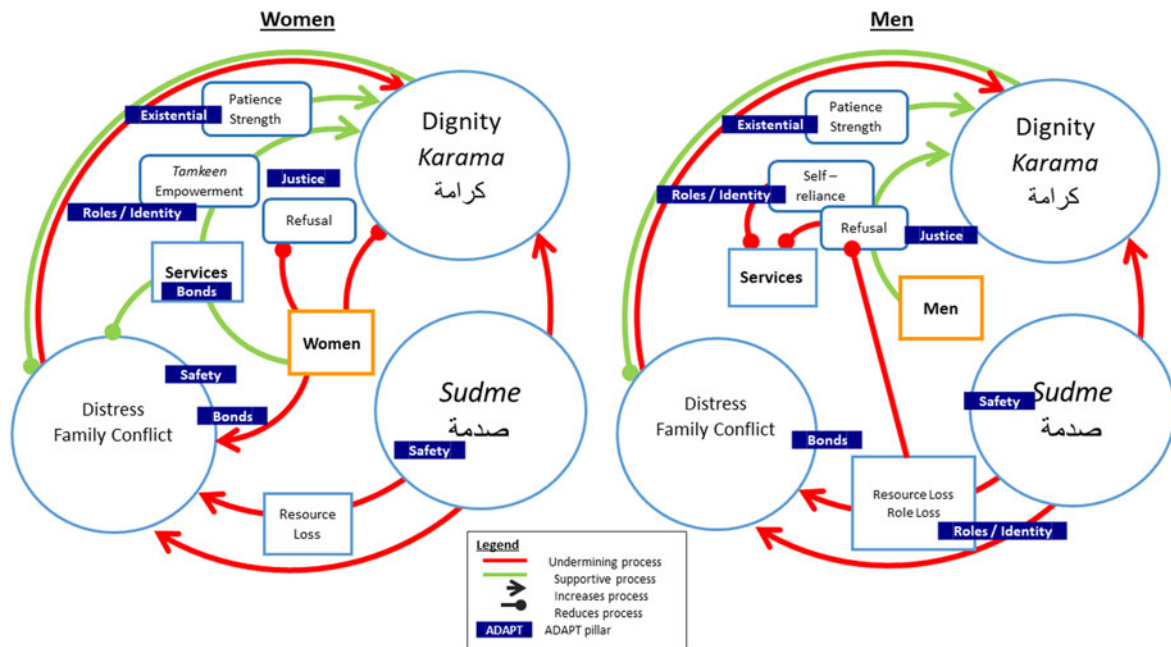 Women
Existential
Patience
Strength
Dignity
Karama
كرامة
Tamkeen
Empowerment
Roles / Identity
Justice
Refusal
Services
Bonds
Women
Safety
Bonds
Distress
Family Conflict
Sudme
صدمة
Safety
Resource
Loss
Men
Existential
Patience
Strength
Dignity
Karama
كرامة
Roles / Identity
Self –
reliance
Refusal
Justice
Services
Men
Distress
Family Conflict
Bonds
Safety
Sudme
صدمة
Resource Loss
Role Loss
Roles / Identity
Legend
Undermining process
Supportive process
Increases process
Reduces process
ADAPT ADAPT pillar